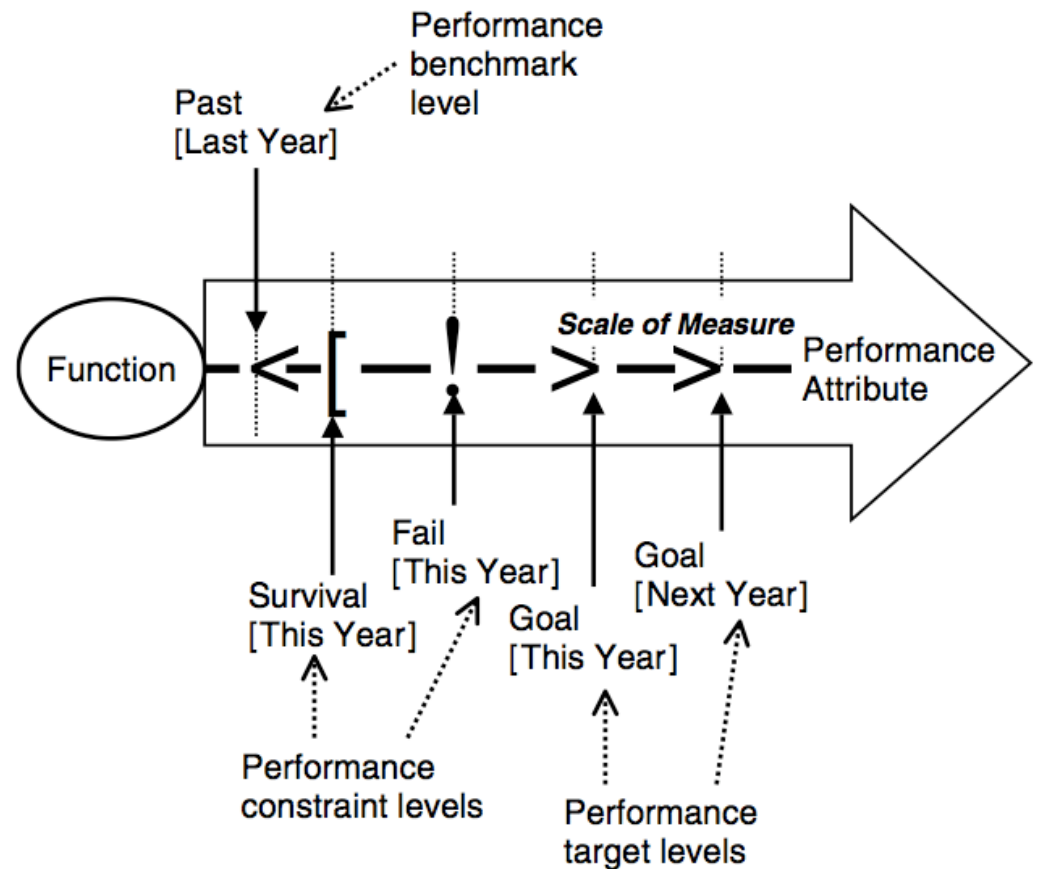 Performance
benchmark
level
Past
[Last Year]
Function
< [ ! > >
Scale of Measure
Performance
Attribute
Fail
[This Year]
Survival
[This Year]
Goal
[This Year]
Goal
[Next Year]
Performance
constraint levels
Performance
target levels